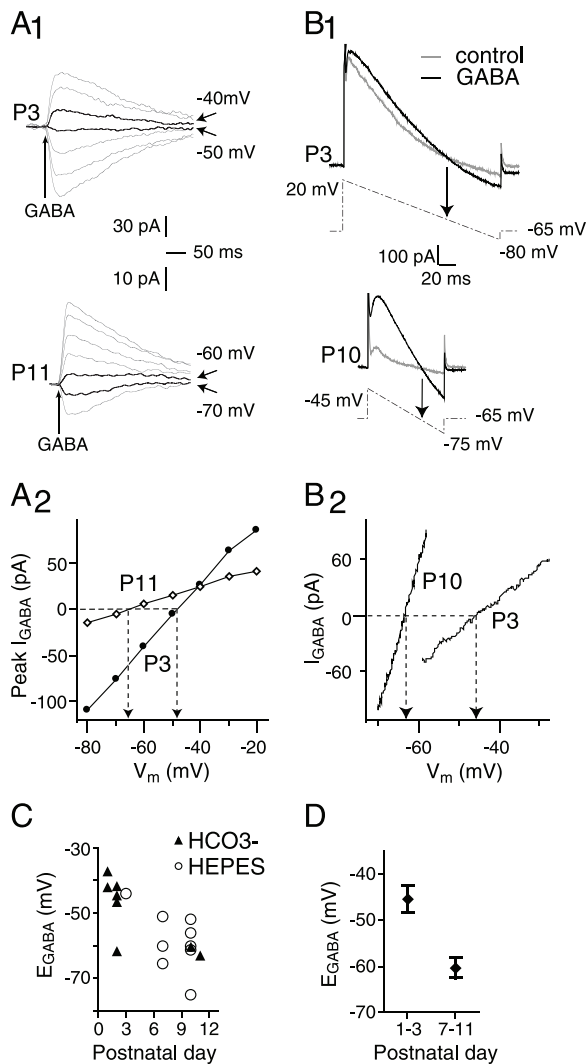 A1
P3
-40mV
-50 mV
GABA
30 pA
50 ms
10 pA
P11
-60 mV
-70 mV
GABA
B1
control
GABA
P3
20 mV
-65 mV
-80 mV
100 pA
20 ms
P10
-45 mV
-65 mV
-75 mV
A2
Peak IGABA (pA)
50
0
-50
-100
P11
P3
-80
-60
-40
-20
Vm (mV)
B2
IGABA (pA)
60
0
-60
P10
P3
-60
-40
Vm (mV)
C
HCO3-
HEPES
EGABA (mV)
-30
-50
-70
0
3
6
9
12
Postnatal day
D
EGABA (mV)
-40
-50
-60
-70
1-3
7-11
Postnatal day